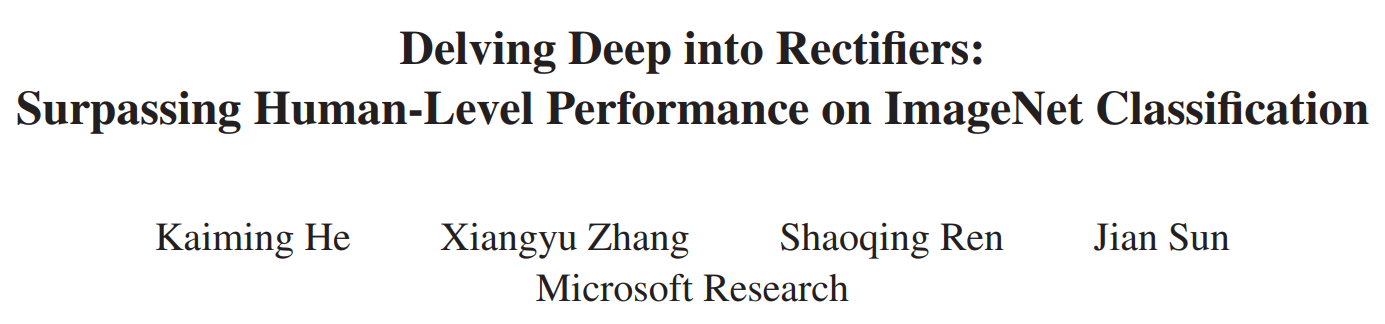 Delving Deep into Rectifiers:
Surpassing Human-Level Performance on ImageNet Classification
Kaiming He Xiangyu Zhang Shaoqing Ren Jian Sun
Microsoft Research